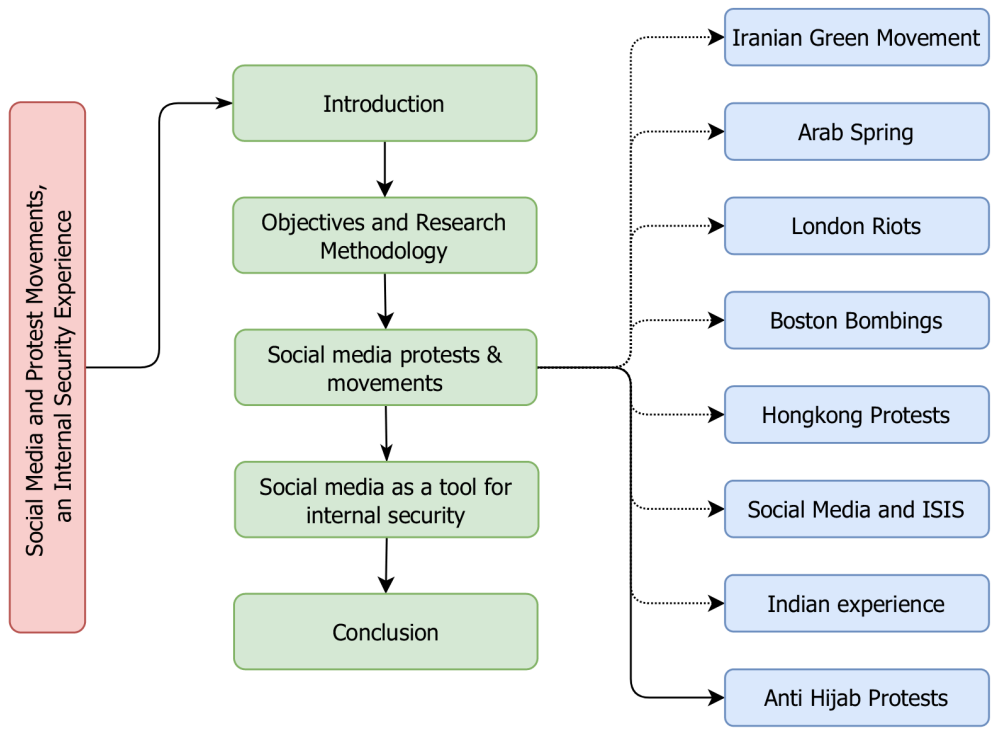 Social Media and Protest Movements,
an Internal Security Experience
Introduction
Objectives and Research
Methodology
Social media protests &
movements
Social media as a tool for
internal security
Conclusion
Iranian Green Movement
Arab Spring
London Riots
Boston Bombings
Hongkong Protests
Social Media and ISIS
Indian experience
Anti Hijab Protests